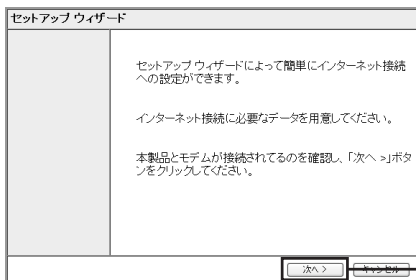 セットアップ ウィザード
セットアップ ウィザードによって簡単にインターネット接続
への設定ができます。
インターネット接続に必要なデータを用意してください。
本製品とモデムが接続されてるのを確認し、「次へ >」ボタ
ンをクリックしてください。
次へ >
キャンセル